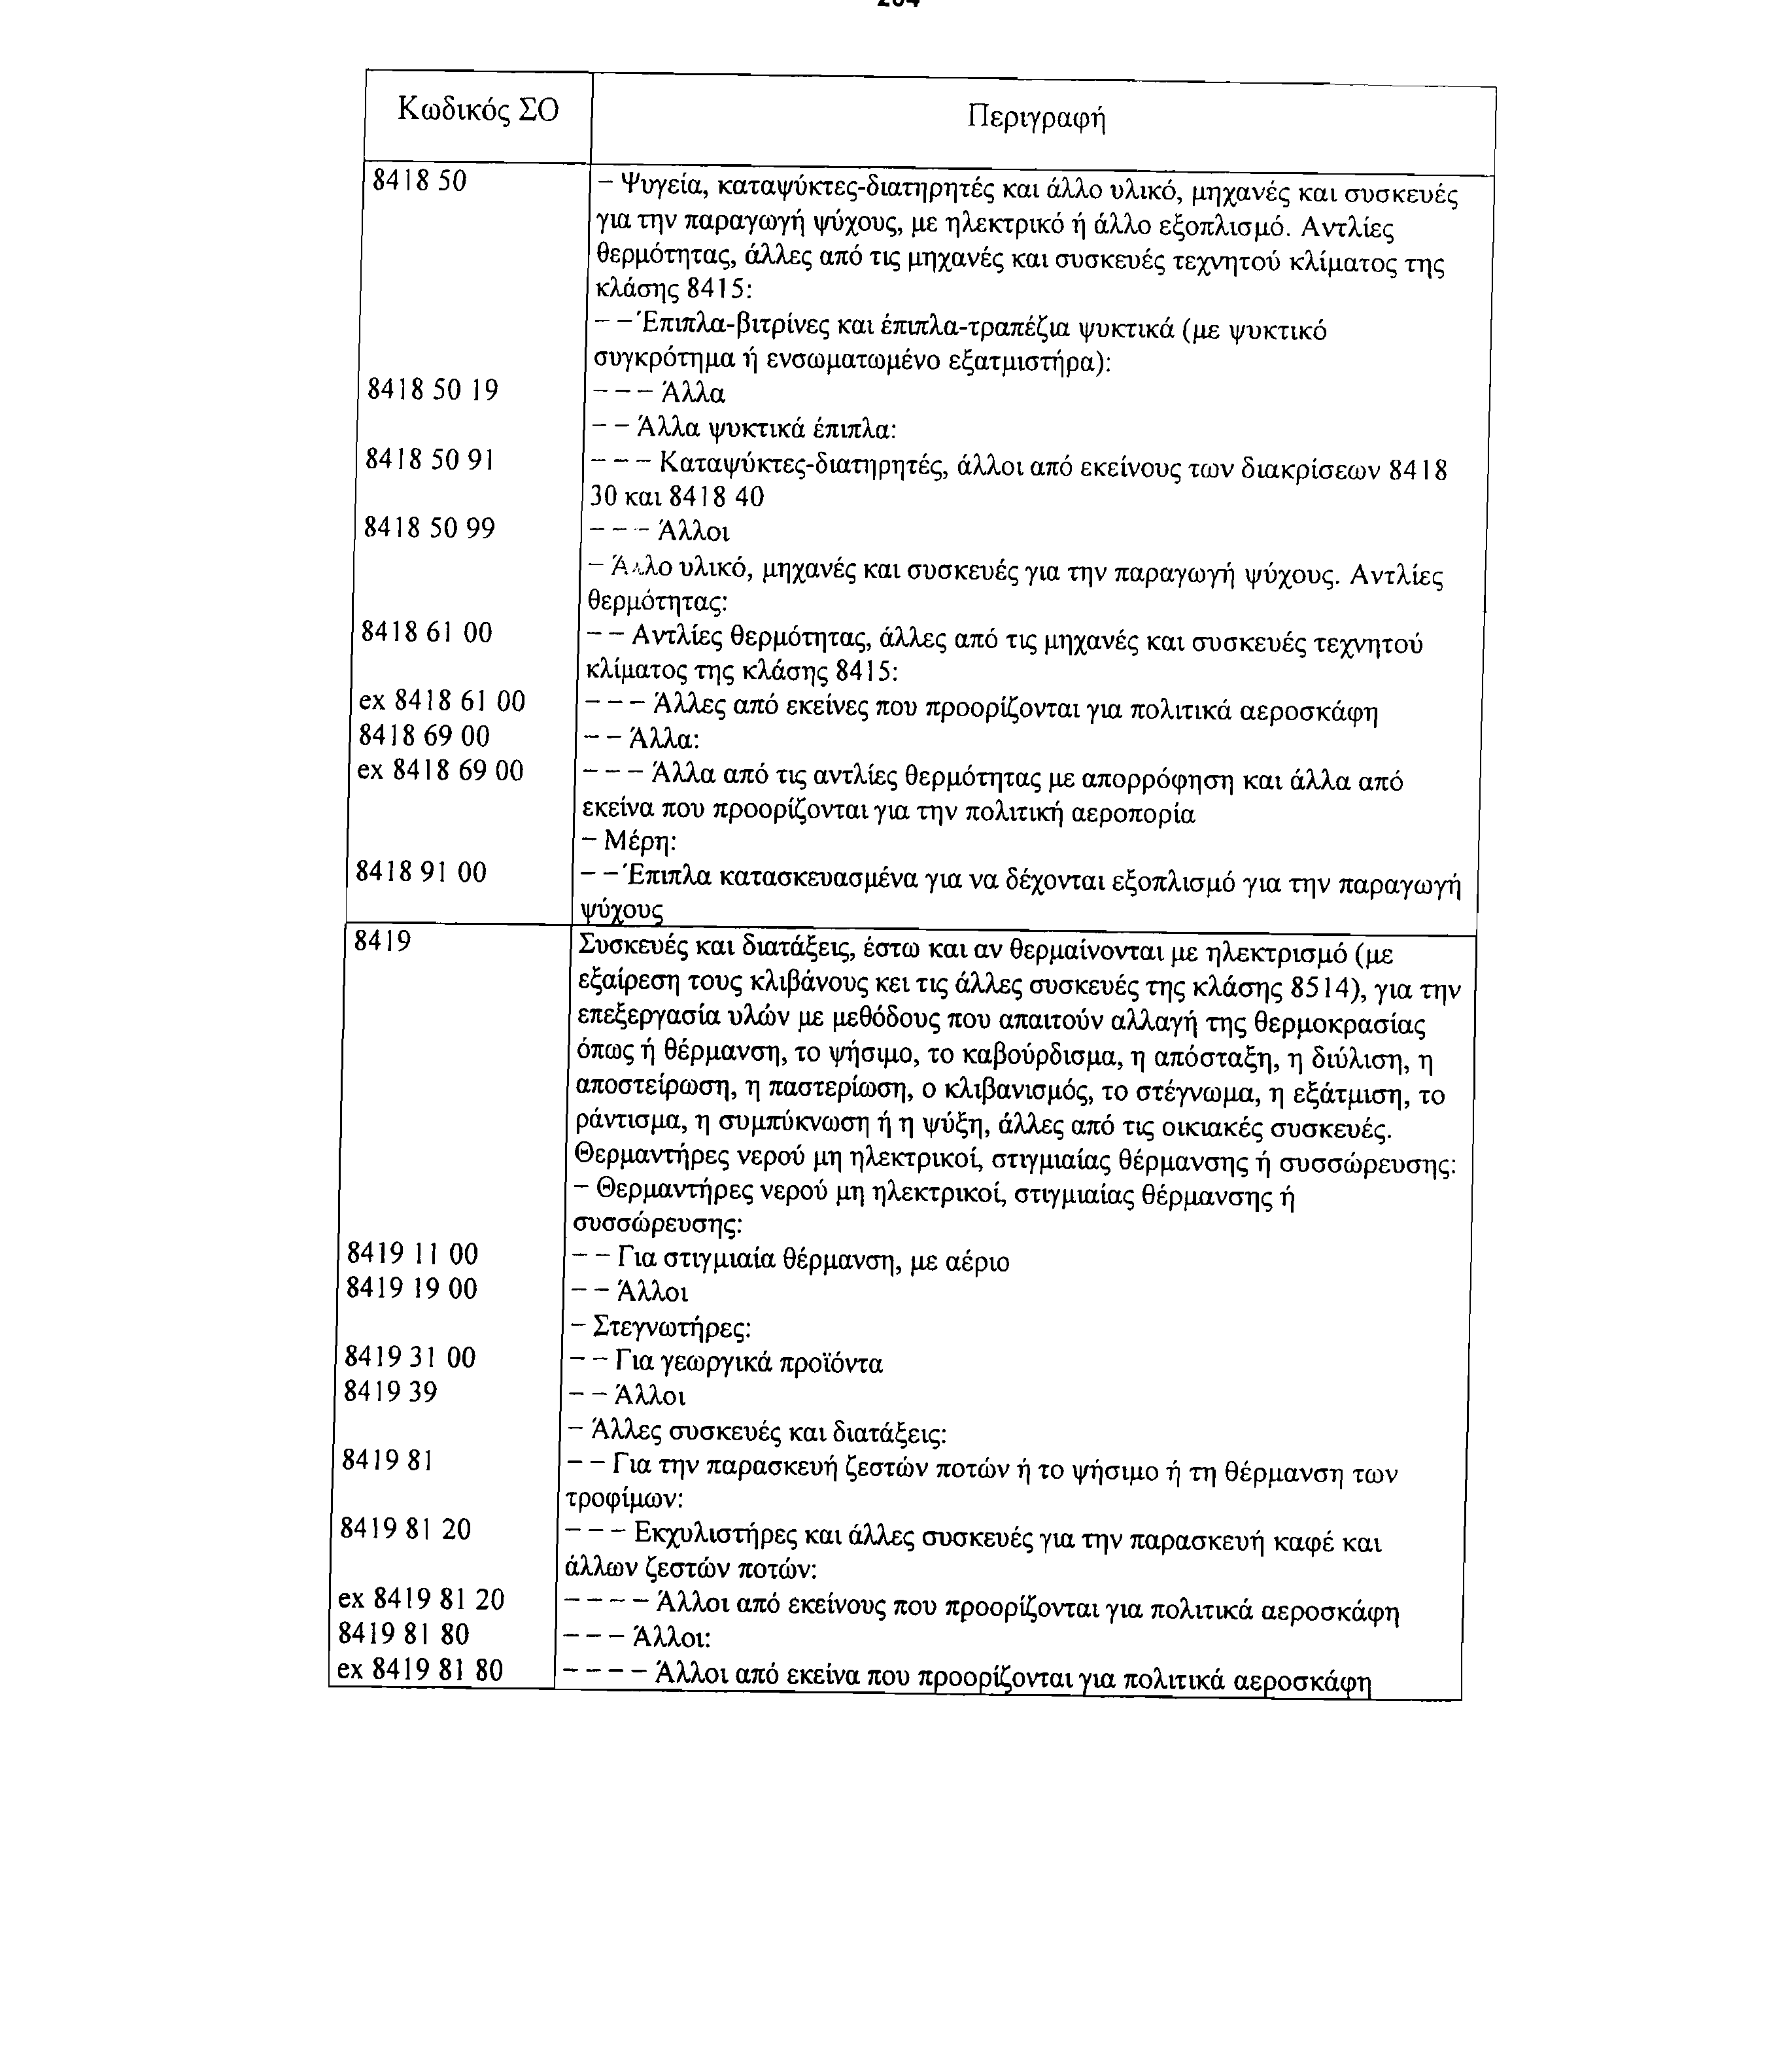 Κωδικός ΣΟ Περιγραφή
8418 50 – Ψυγεία, καταψύκτες-διατηρητές και άλλο υλικό, μηχανές και συσκευές
για την παραγωγή ψύχους, με ηλεκτρικό ή άλλο εξοπλισμό. Αντλίες
θερμότητας, άλλες από τις μηχανές και συσκευές τεχνητού κλίματος της
κλάσης 8415:
– – Έπιπλα-βιτρίνες και έπιπλα-τραπέζια ψυκτικά (με ψυκτικό
συγκρότημα ή ενσωματωμένο εξατμιστήρα):
8418 50 19 – – – Άλλα
– – Άλλα ψυκτικά έπιπλα:
8418 50 91 – – – Καταψύκτες-διατηρητές, άλλοι από εκείνους των διακρίσεων 8418
30 και 8418 40
8418 50 99 – – – Άλλοι
– Άλλο υλικό, μηχανές και συσκευές για την παραγωγή ψύχους. Αντλίες
θερμότητας:
8418 61 00 – – Αντλίες θερμότητας, άλλες από τις μηχανές και συσκευές τεχνητού
κλίματος της κλάσης 8415:
ex 8418 61 00 – – – Άλλες από εκείνες που προορίζονται για πολιτικά αεροσκάφη
8418 69 00 – – Άλλα:
ex 8418 69 00 – – – Άλλα από τις αντλίες θερμότητας με απορρόφηση και άλλα από
εκείνα που προορίζονται για την πολιτική αεροπορία
– Μέρη:
8418 91 00 – – Έπιπλα κατασκευασμένα για να δέχονται εξοπλισμό για την παραγωγή
ψύχους
8419 Συσκευές και διατάξεις, έστω και αν θερμαίνονται με ηλεκτρισμό (με
εξαίρεση τους κλιβάνους κει τις άλλες συσκευές της κλάσης 8514), για την
επεξεργασία υλών με μεθόδους που απαιτούν αλλαγή της θερμοκρασίας
όπως ή θέρμανση, το ψήσιμο, το καβούρδισμα, η απόσταξη, η διύλιση, η
αποστείρωση, η παστερίωση, ο κλιβανισμός, το στέγνωμα, η εξάτμιση, το
ράντισμα, η συμπύκνωση ή η ψύξη, άλλες από τις οικιακές συσκευές.
Θερμαντήρες νερού μη ηλεκτρικοί, στιγμιαίας θέρμανσης ή συσσώρευσης:
– Θερμαντήρες νερού μη ηλεκτρικοί, στιγμιαίας θέρμανσης ή
συσσώρευσης:
8419 11 00 – – Για στιγμιαία θέρμανση, με αέριο
8419 19 00 – – Άλλοι
– Στεγνωτήρες:
8419 31 00 – – Για γεωργικά προϊόντα
8419 39 – – Άλλοι
– Άλλες συσκευές και διατάξεις:
8419 81 – – Για την παρασκευή ζεστών ποτών ή το ψήσιμο ή τη θέρμανση των
τροφίμων:
8419 81 20 – – – Εκχυλιστήρες και άλλες συσκευές για την παρασκευή καφέ και
άλλων ζεστών ποτών:
ex 8419 81 20 – – – – Άλλοι από εκείνους που προορίζονται για πολιτικά αεροσκάφη
8419 81 80 – – – Άλλοι:
ex 8419 81 80 – – – – Άλλοι από εκείνα που προορίζονται για πολιτικά αεροσκάφη